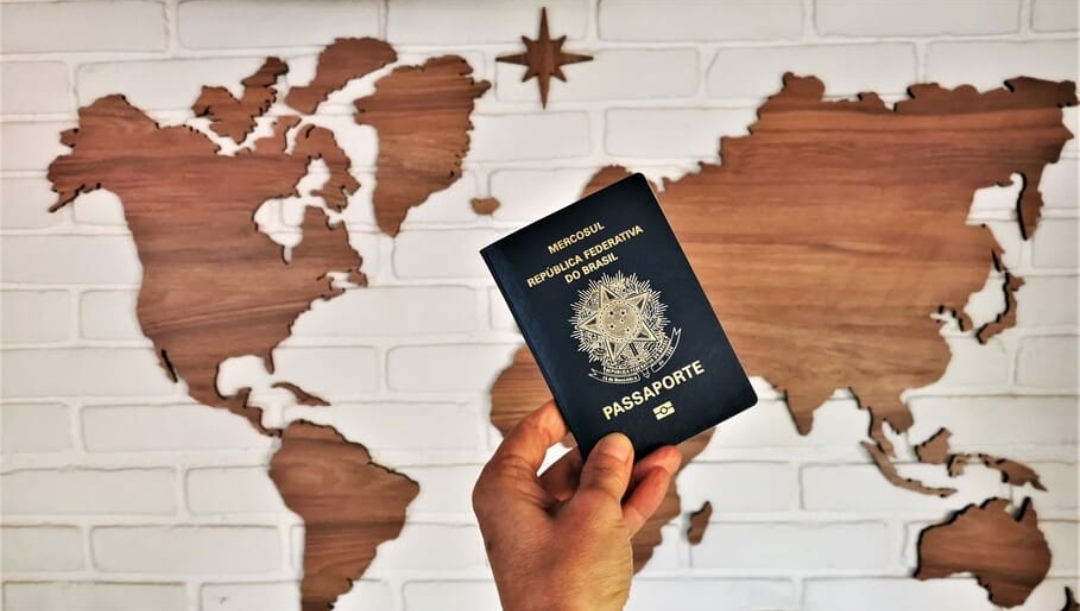 MERCOSUL
REPÚBLICA FEDERATIVA
DO BRASIL
PASSAPORTE